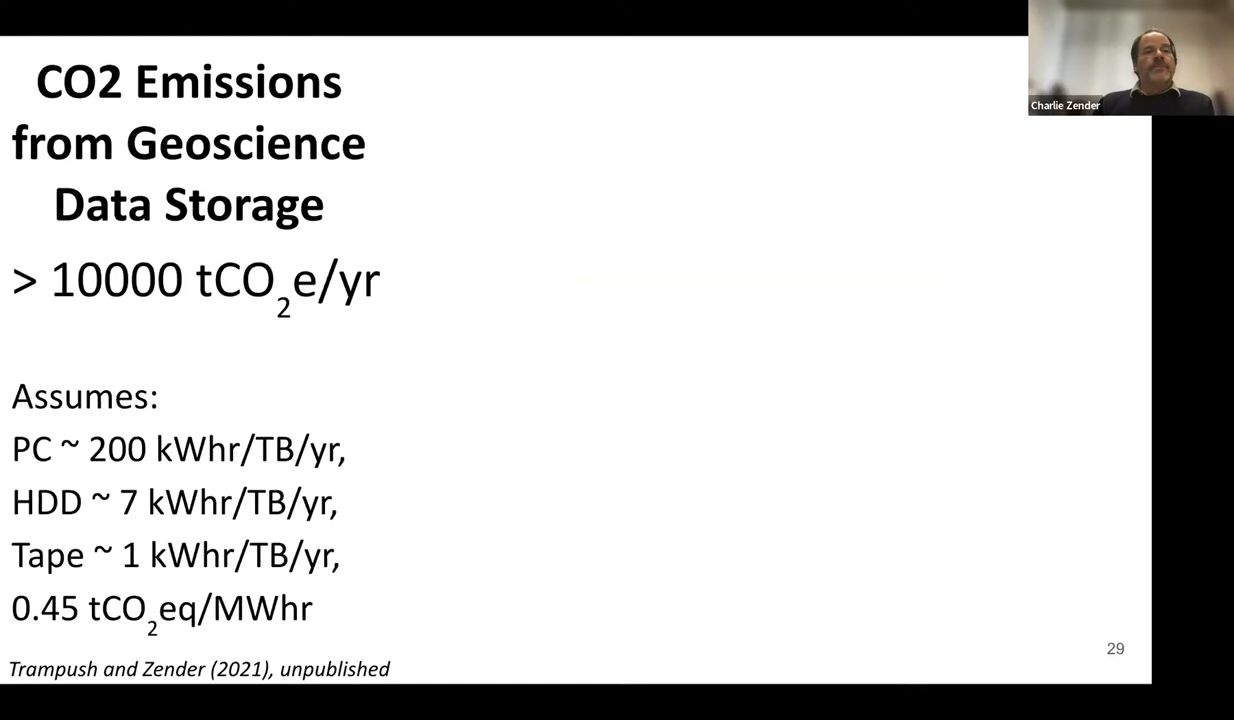 CO2 Emissions
from Geoscience
Data Storage
> 10000 tCO₂e/yr
Assumes:
PC ~ 200 kWhr/TB/yr,
HDD ~ 7 kWhr/TB/yr,
Tape ~ 1 kWhr/TB/yr,
0.45 tCO₂eq/MWhr
Trampush and Zender (2021), unpublished
29
Charlie Zender